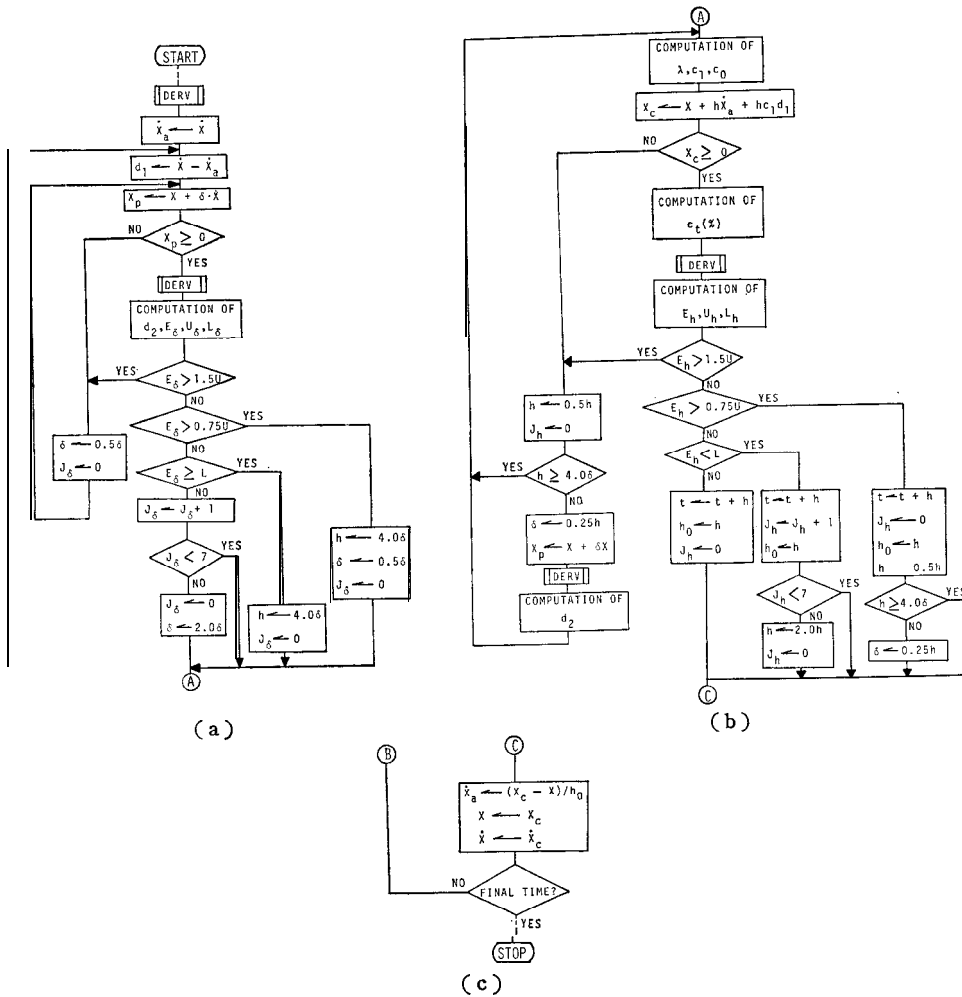 START
DERV
Ẋa ← Ẋ
d1 ← Ẋ - Ẋa
Xp ← X + δ·Ẋ
NO
Xp ≥ 0
YES
DERV
COMPUTATION OF
d2,Eδ,Uδ,Lδ
YES
Eδ > 1.5U
NO
Eδ > 0.75U
YES
NO
δ ← 0.5δ
Jδ ← 0
Eδ ≥ L
YES
NO
Jδ ← Jδ + 1
Jδ < 7
YES
NO
h ← 4.0δ
δ ← 0.5δ
Jδ ← 0
Jδ ← 0
δ ← 2.0δ
h ← 4.0δ
Jδ ← 0
A
(a)
A
COMPUTATION OF
λ,c1,c0
Xc ← X + hẊa + hc1d1
NO
Xc ≥ 0
YES
COMPUTATION OF
et(%)
DERV
COMPUTATION OF
Eh,Uh,Lh
YES
Eh > 1.5U
NO
Eh > 0.75U
YES
NO
h ← 0.5h
Jh ← 0
Eh < L
YES
NO
YES
h ≥ 4.0δ
NO
δ ← 0.25h
Xp ← X + δX
DERV
COMPUTATION OF
d2
t ← t + h
h0 ← h
Jh ← 0
t ← t + h
Jh ← Jh + 1
h0 ← h
t ← t + h
Jh ← 0
h0 ← h
h 0.5h
Jh < 7
YES
NO
h ≥ 4.0δ
YES
NO
h ← 2.0h
Jh ← 0
δ ← 0.25h
C
(b)
B
C
Ẋa ← (Xc - X)/h0
X ← Xc
Ẋ ← Ẋc
NO
FINAL TIME?
YES
STOP
(c)